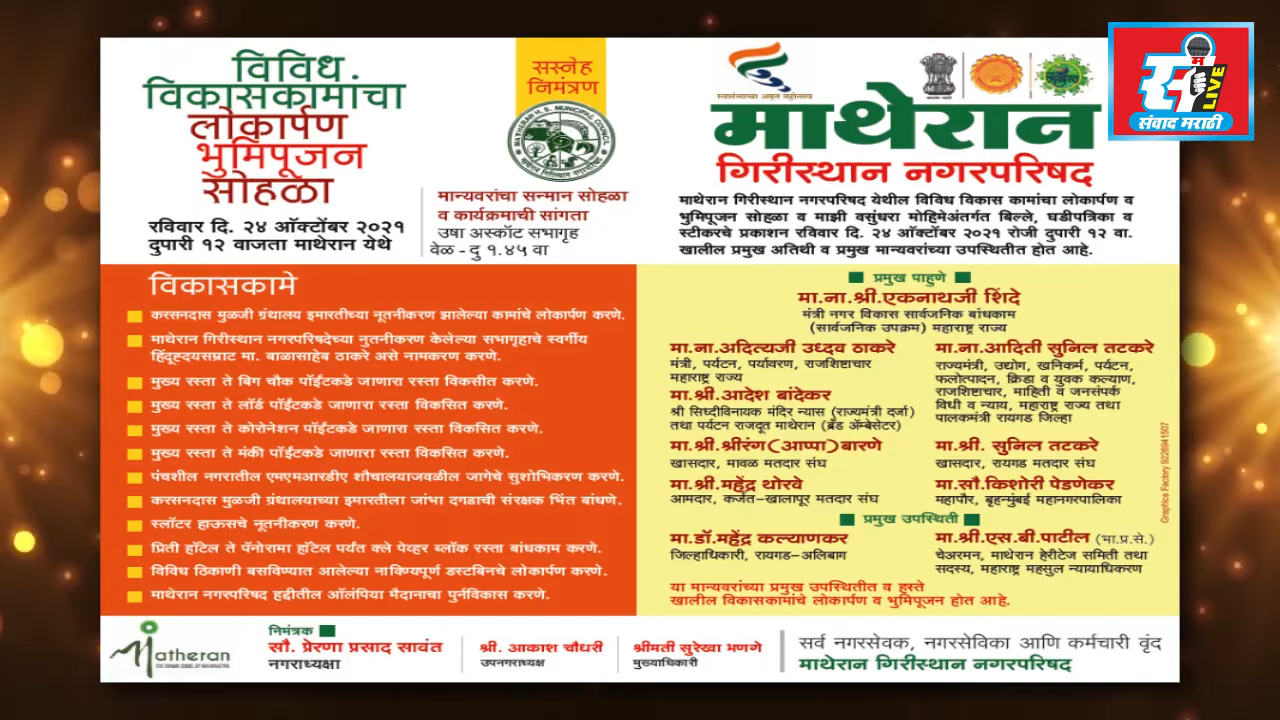 विविध
विकासकामांचा
लोकार्पण
भुमिपूजन
सोहळा
रविवार दि. २४ ऑक्टोंबर २०२१
दुपारी १२ वाजता माथेरान येथे
सस्नेह
निमंत्रण
MATHERAN H. S. MUNICIPAL COUNCIL
मान्यवरांचा सन्मान सोहळा
व कार्यक्रमाची सांगता
उषा अस्कॉट सभागृह
वेळ - दु १.४५ वा
माथेरान
गिरीस्थान नगरपरिषद
माथेरान गिरीस्थान नगरपरिषद येथील विविध विकास कामांचा लोकार्पण व
भुमिपूजन सोहळा व माझी वसुंधरा मोहिमेअंतर्गत बिल्ले, घडीपत्रिका व
स्टीकरचे प्रकाशन रविवार दि. २४ ऑक्टोंबर २०२१ रोजी दुपारी १२ वा.
खालील प्रमुख अतिथी व प्रमुख मान्यवरांच्या उपस्थितीत होत आहे.
स म
LIVE
संवाद मराठी
विकासकामे
करसनदास मुळजी ग्रंथालय इमारतीच्या नूतनीकरण झालेल्या कामांचे लोकार्पण करणे.
माथेरान गिरीस्थान नगरपरिषदेच्या नुतनीकरण केलेल्या सभागृहाचे स्वर्गीय
हिंदूहृदयसम्राट मा. बाळासाहेब ठाकरे असे नामकरण करणे.
मुख्य रस्ता ते बिग चौक पॉईंटकडे जाणारा रस्ता विकसीत करणे.
मुख्य रस्ता ते लॉर्ड पॉईंटकडे जाणारा रस्ता विकसित करणे.
मुख्य रस्ता ते कोरोनेशन पॉईंटकडे जाणारा रस्ता विकसित करणे.
मुख्य रस्ता ते मंकी पॉईंटकडे जाणारा रस्ता विकसित करणे.
पंचशील नगरातील एमएमआरडीए शौचालयाजवळील जागेचे सुशोभिकरण करणे.
करसनदास मुळजी ग्रंथालयाच्या इमारतीला जांभा दगडाची संरक्षक भिंत बांधणे.
स्लॉटर हाऊसचे नूतनीकरण करणे.
प्रिती हॉटेल ते पॅनोरामा हॉटेल पर्यंत क्ले पेव्हर ब्लॉक रस्ता बांधकाम करणे.
विविध ठिकाणी बसविण्यात आलेल्या नाविण्यपूर्ण डस्टबिनचे लोकार्पण करणे.
माथेरान नगरपरिषद हद्दीतील ऑलंपिया मैदानाचा पुर्नविकास करणे.
प्रमुख पाहुणे
मा.ना.श्री.एकनाथजी शिंदे
मंत्री नगर विकास सार्वजनिक बांधकाम
(सार्वजनिक उपक्रम) महाराष्ट्र राज्य
मा.ना.अदित्यजी उध्दव ठाकरे
मंत्री, पर्यटन, पर्यावरण, राजशिष्टाचार
महाराष्ट्र राज्य
मा.श्री.आदेश बांदेकर
श्री सिध्दीविनायक मंदिर न्यास (राज्यमंत्री दर्जा)
तथा पर्यटन राजदूत माथेरान (ब्रँड अ‍ॅम्बेसेटर)
मा.श्री.श्रीरंग(आप्पा)बारणे
खासदार, मावळ मतदार संघ
मा.श्री.महेंद्र थोरवे
आमदार, कर्जत-खालापूर मतदार संघ
मा.ना.आदिती सुनिल तटकरे
राज्यमंत्री, उद्योग, खनिकर्म, पर्यटन,
फलोत्पादन, क्रिडा व युवक कल्याण,
राजशिष्टाचार, माहिती व जनसंपर्क
विधी व न्याय, महाराष्ट्र राज्य तथा
पालकमंत्री रायगड जिल्हा
मा.श्री. सुनिल तटकरे
खासदार, रायगड मतदार संघ
मा.सौ.किशोरी पेडणेकर
महापौर, बृहन्मुंबई महानगरपालिका
प्रमुख उपस्थिती
मा.डॉ.महेंद्र कल्याणकर
जिल्हाधिकारी, रायगड-अलिबाग
मा.श्री.एस.बी.पाटील (भा.प्र.से.)
चेअरमन, माथेरान हेरीटेज समिती तथा
सदस्य, महाराष्ट्र महसुल न्यायाधिकरण
या मान्यवरांच्या प्रमुख उपस्थितीत व हस्ते
खालील विकासकामांचे लोकार्पण व भुमिपूजन होत आहे.
Graphics Factory 9226941507
Matheran
निमंत्रक
सौ. प्रेरणा प्रसाद सावंत
नगराध्यक्षा
श्री. आकाश चौधरी
उपनगराध्यक्ष
श्रीमती सुरेखा भणगे
मुख्याधिकारी
सर्व नगरसेवक, नगरसेविका आणि कर्मचारी वृंद
माथेरान गिरीस्थान नगरपरिषद